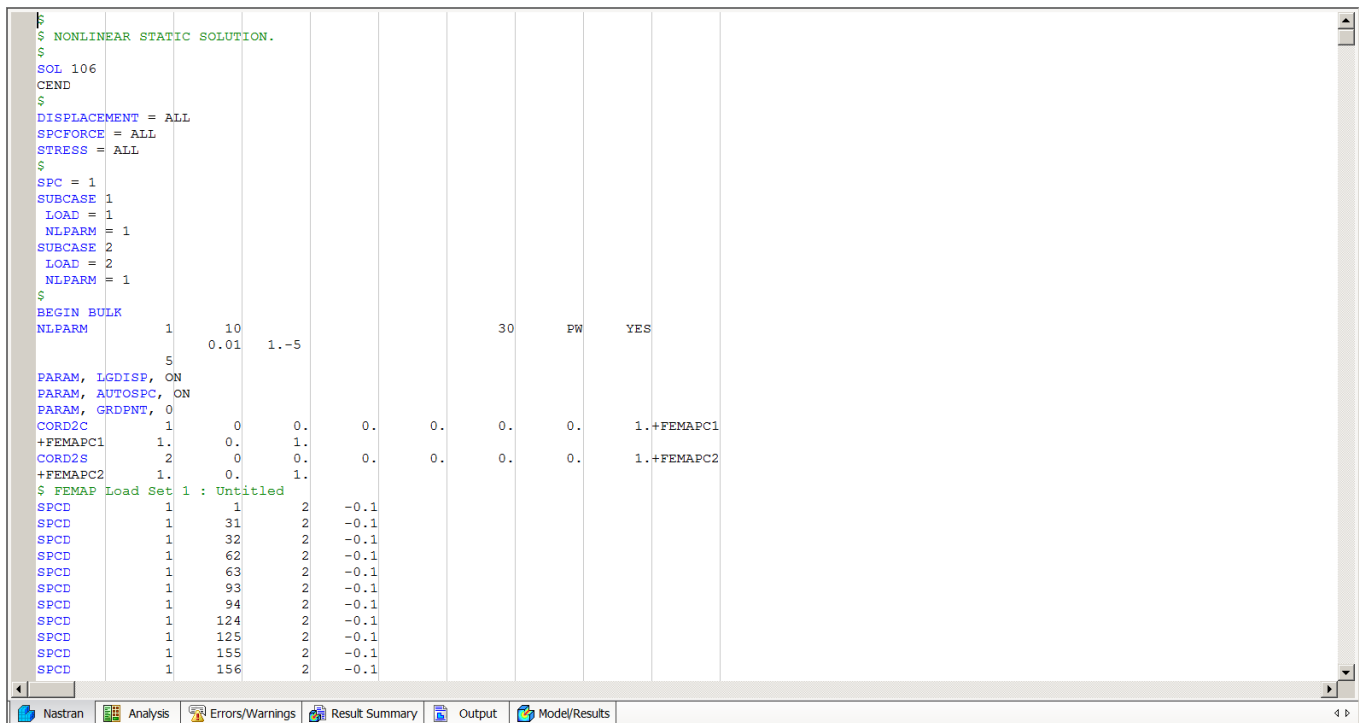 $
$ NONLINEAR STATIC SOLUTION.
$
SOL 106
CEND
$
DISPLACEMENT = ALL
SPCFORCE = ALL
STRESS = ALL
$
SPC = 1
SUBCASE 1
LOAD = 1
NLPARM = 1
SUBCASE 2
LOAD = 2
NLPARM = 1
$
BEGIN BULK
NLPARM 1 10 30 PW YES
0.01 1.-5
5
PARAM, LGDISP, ON
PARAM, AUTOSPC, ON
PARAM, GRDPNT, 0
CORD2C 1 0 0. 0. 0. 0. 0. 1.+FEMAPC1
+FEMAPC1 1. 0. 1.
CORD2S 2 0 0. 0. 0. 0. 0. 1.+FEMAPC2
+FEMAPC2 1. 0. 1.
$ FEMAP Load Set 1 : Untitled
SPCD 1 1 2 -0.1
SPCD 1 31 2 -0.1
SPCD 1 32 2 -0.1
SPCD 1 62 2 -0.1
SPCD 1 63 2 -0.1
SPCD 1 93 2 -0.1
SPCD 1 94 2 -0.1
SPCD 1 124 2 -0.1
SPCD 1 125 2 -0.1
SPCD 1 155 2 -0.1
SPCD 1 156 2 -0.1
Nastran Analysis Errors/Warnings Result Summary Output Model/Results